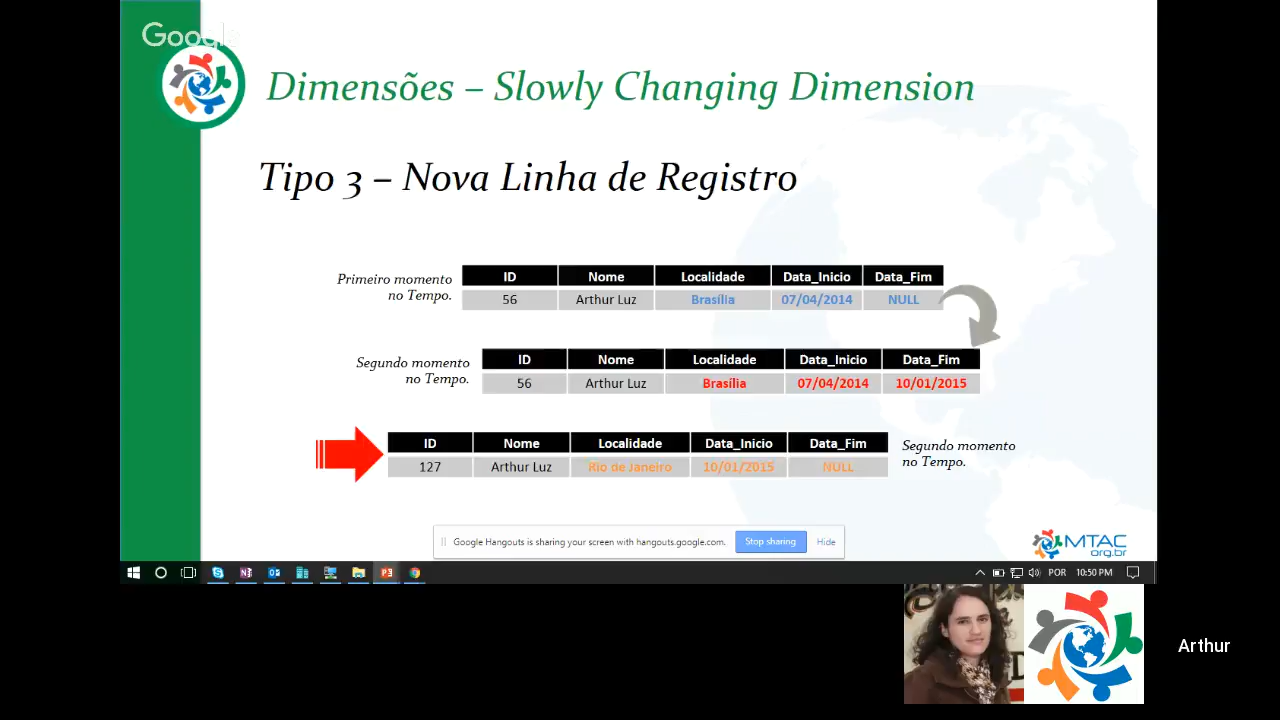 Google
Dimensões – Slowly Changing Dimension
Tipo 3 – Nova Linha de Registro
Primeiro momento
no Tempo.
ID Nome Localidade Data_Inicio Data_Fim
56 Arthur Luz Brasília 07/04/2014 NULL
Segundo momento
no Tempo.
ID Nome Localidade Data_Inicio Data_Fim
56 Arthur Luz Brasília 07/04/2014 10/01/2015
ID Nome Localidade Data_Inicio Data_Fim
127 Arthur Luz Rio de Janeiro 10/01/2015 NULL
Segundo momento
no Tempo.
Google Hangouts is sharing your screen with hangouts.google.com. Stop sharing Hide
MTAC
org.br
POR 10:50 PM
Arthur